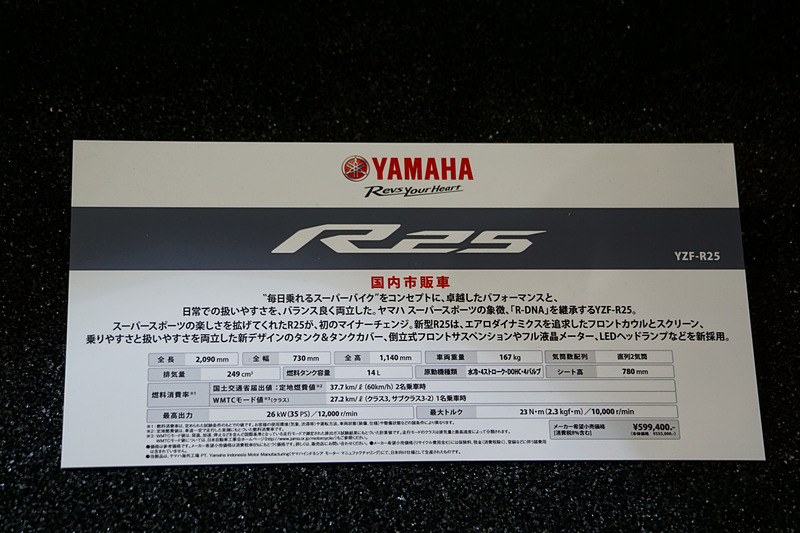 YAMAHA
Revs Your Heart
R25
YZF-R25
国内市販車
“毎日乗れるスーパーバイク”をコンセプトに、卓越したパフォーマンスと、
日常での扱いやすさを、バランス良く両立した。ヤマハ スーパースポーツの象徴、「R-DNA」を継承するYZF-R25。
スーパースポーツの楽しさを拡げてくれたR25が、初のマイナーチェンジ。新型R25は、エアロダイナミクスを追求したフロントカウルとスクリーン、
乗りやすさと扱いやすさを両立した新デザインのタンク&タンクカバー、倒立式フロントサスペンションやフル液晶メーター、LEDヘッドランプなどを新採用。
全長 2,090 mm 全幅 730 mm 全高 1,140 mm 車両重量 167 kg 気筒数配列 直列2気筒
排気量 249 cm³ 燃料タンク容量 14 L 原動機種類 水冷・4ストローク・DOHC・4バルブ シート高 780 mm
燃料消費率※1 国土交通省届出値:定地燃費値※2 37.7 km/ℓ (60km/h) 2名乗車時
WMTCモード値※3(クラス) 27.2 km/ℓ (クラス3, サブクラス3-2) 1名乗車時
最高出力 26 kW (35 PS) / 12,000 r/min 最大トルク 23 N・m (2.3 kgf・m) / 10,000 r/min
メーカー希望小売価格 [消費税8%含む] ¥599,400.-
[本体価格 ¥555,000.-]